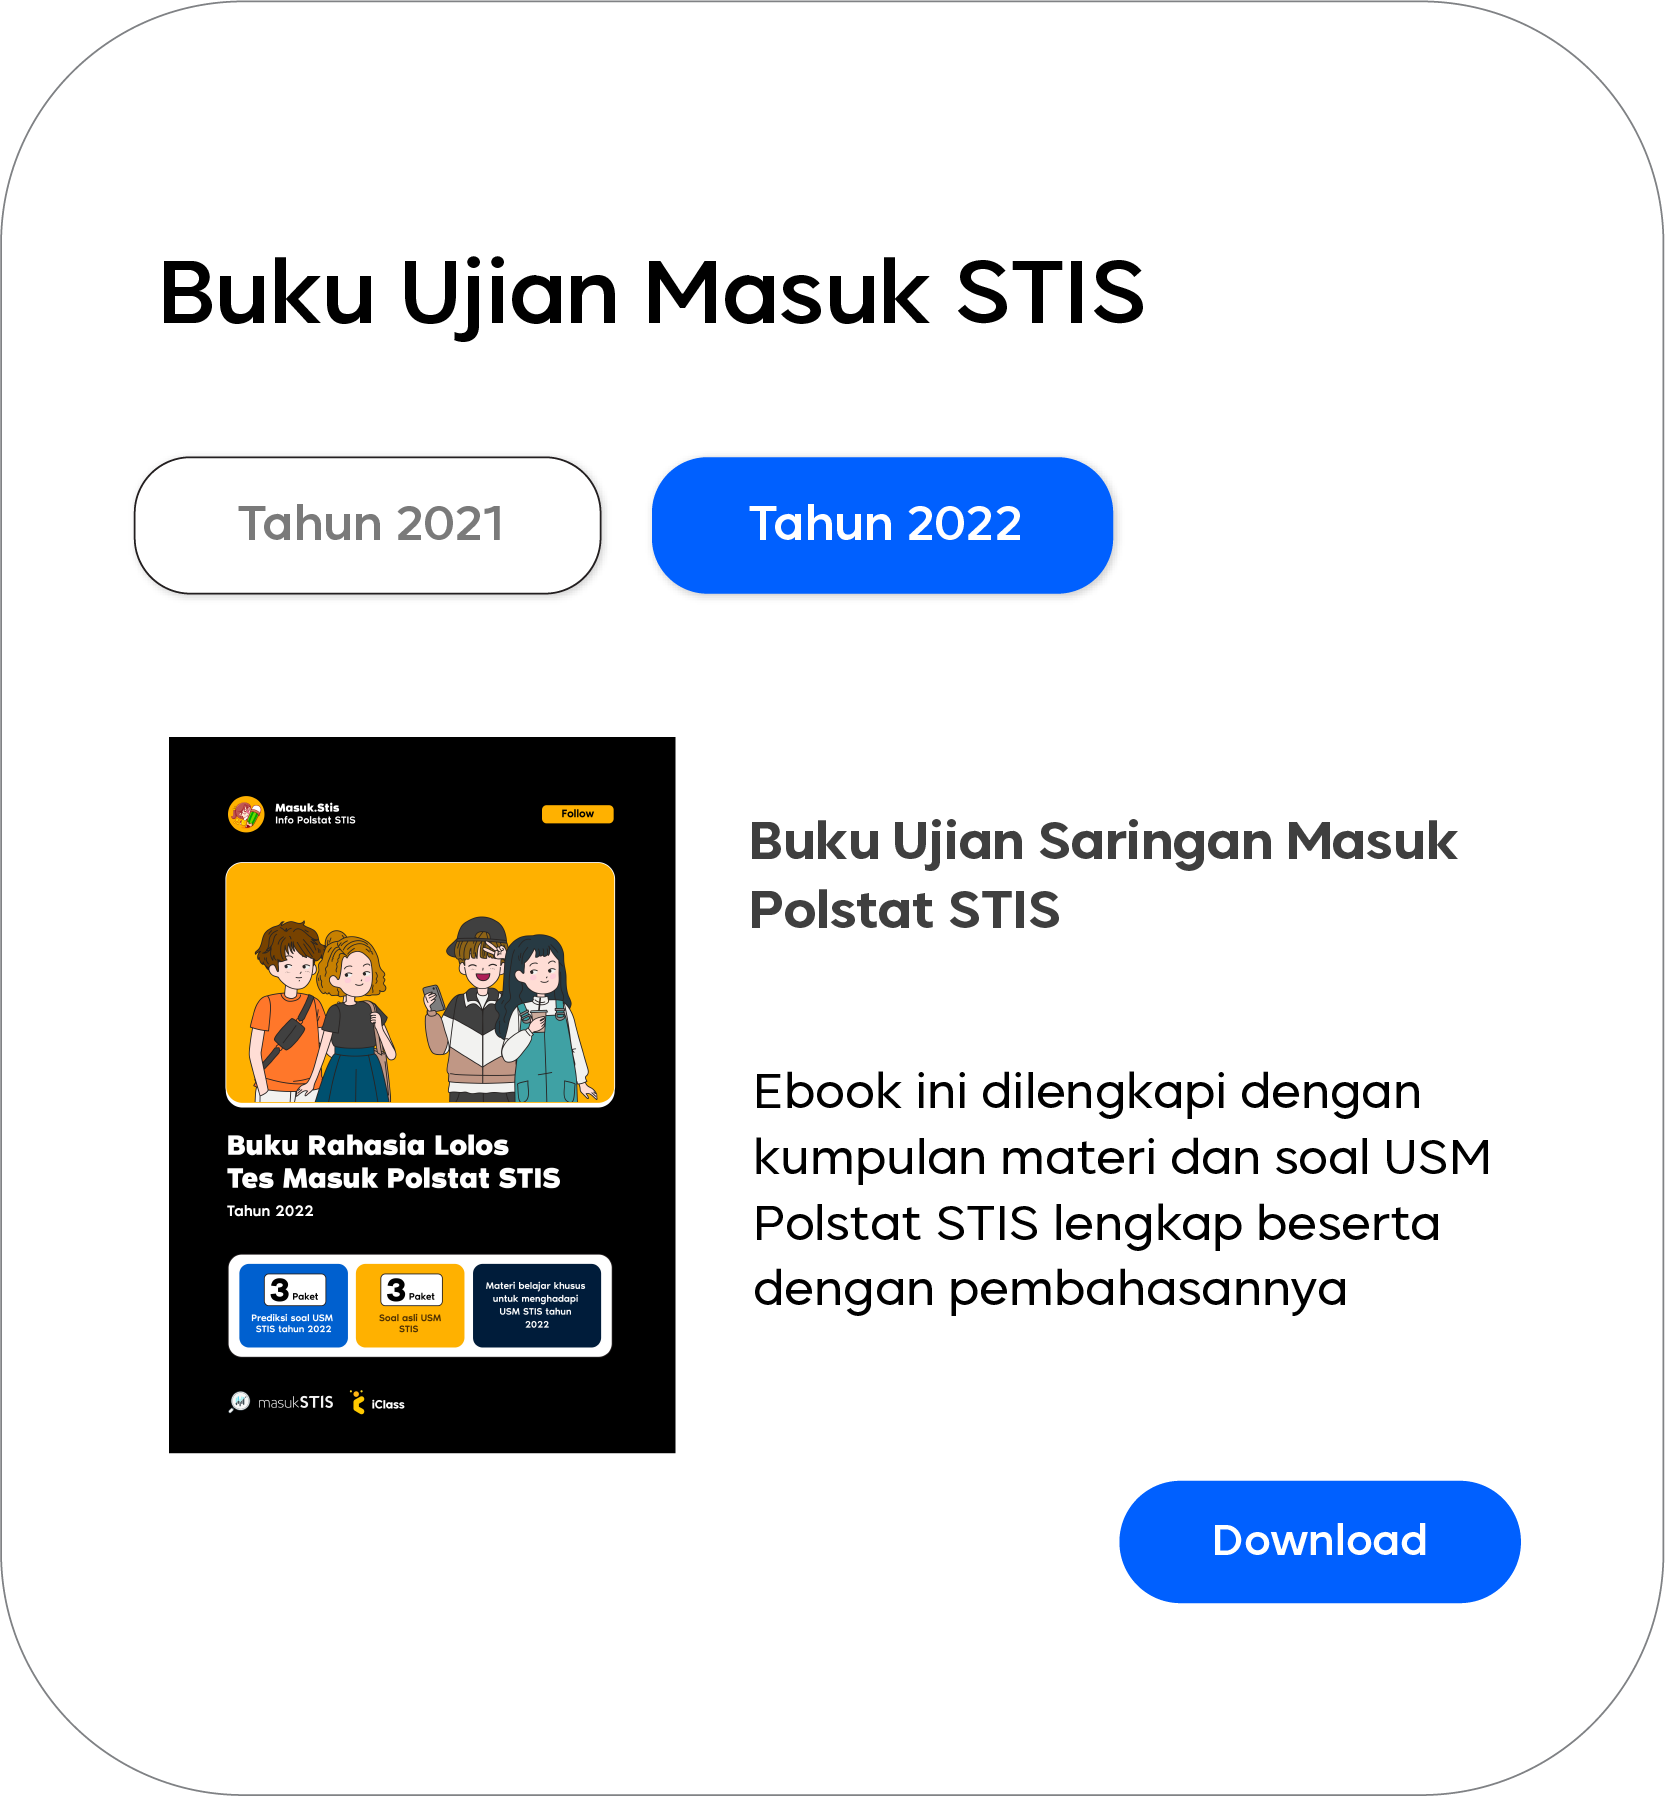 Buku Ujian Masuk STIS
Tahun 2021
Tahun 2022
Masuk.Stis
Info Polstat STIS
Follow
Buku Rahasia Lolos
Tes Masuk Polstat STIS
Tahun 2022
3 Paket
Prediksi soal USM
STIS tahun 2022
3 Paket
Soal asli USM
STIS
Materi belajar khusus
untuk menghadapi
USM STIS tahun
2022
masukSTIS
iClass
Buku Ujian Saringan Masuk
Polstat STIS
Ebook ini dilengkapi dengan
kumpulan materi dan soal USM
Polstat STIS lengkap beserta
dengan pembahasannya
Download